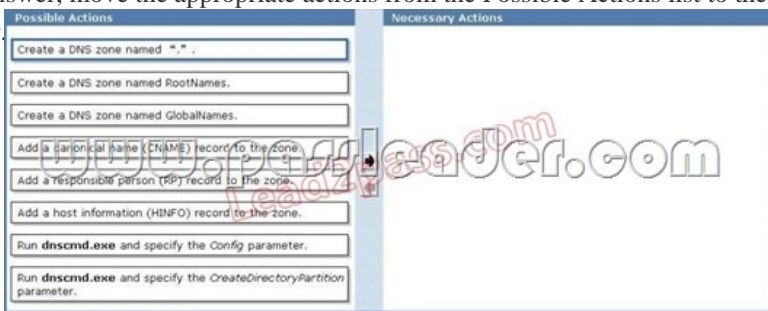 nswer, move the appropriate actions from the Possible Actions list to the
Possible Actions
Necessary Actions
.
Create a DNS zone named “.” .
Create a DNS zone named RootNames.
Create a DNS zone named GlobalNames.
Add a canonical name (CNAME) record to the zone.
Add a responsible person (RP) record to the zone.
Add a host information (HINFO) record to the zone.
Run dnscmd.exe and specify the Config parameter.
Run dnscmd.exe and specify the CreateDirectoryPartition
parameter.
www.passleader.com
Lead2pass.com